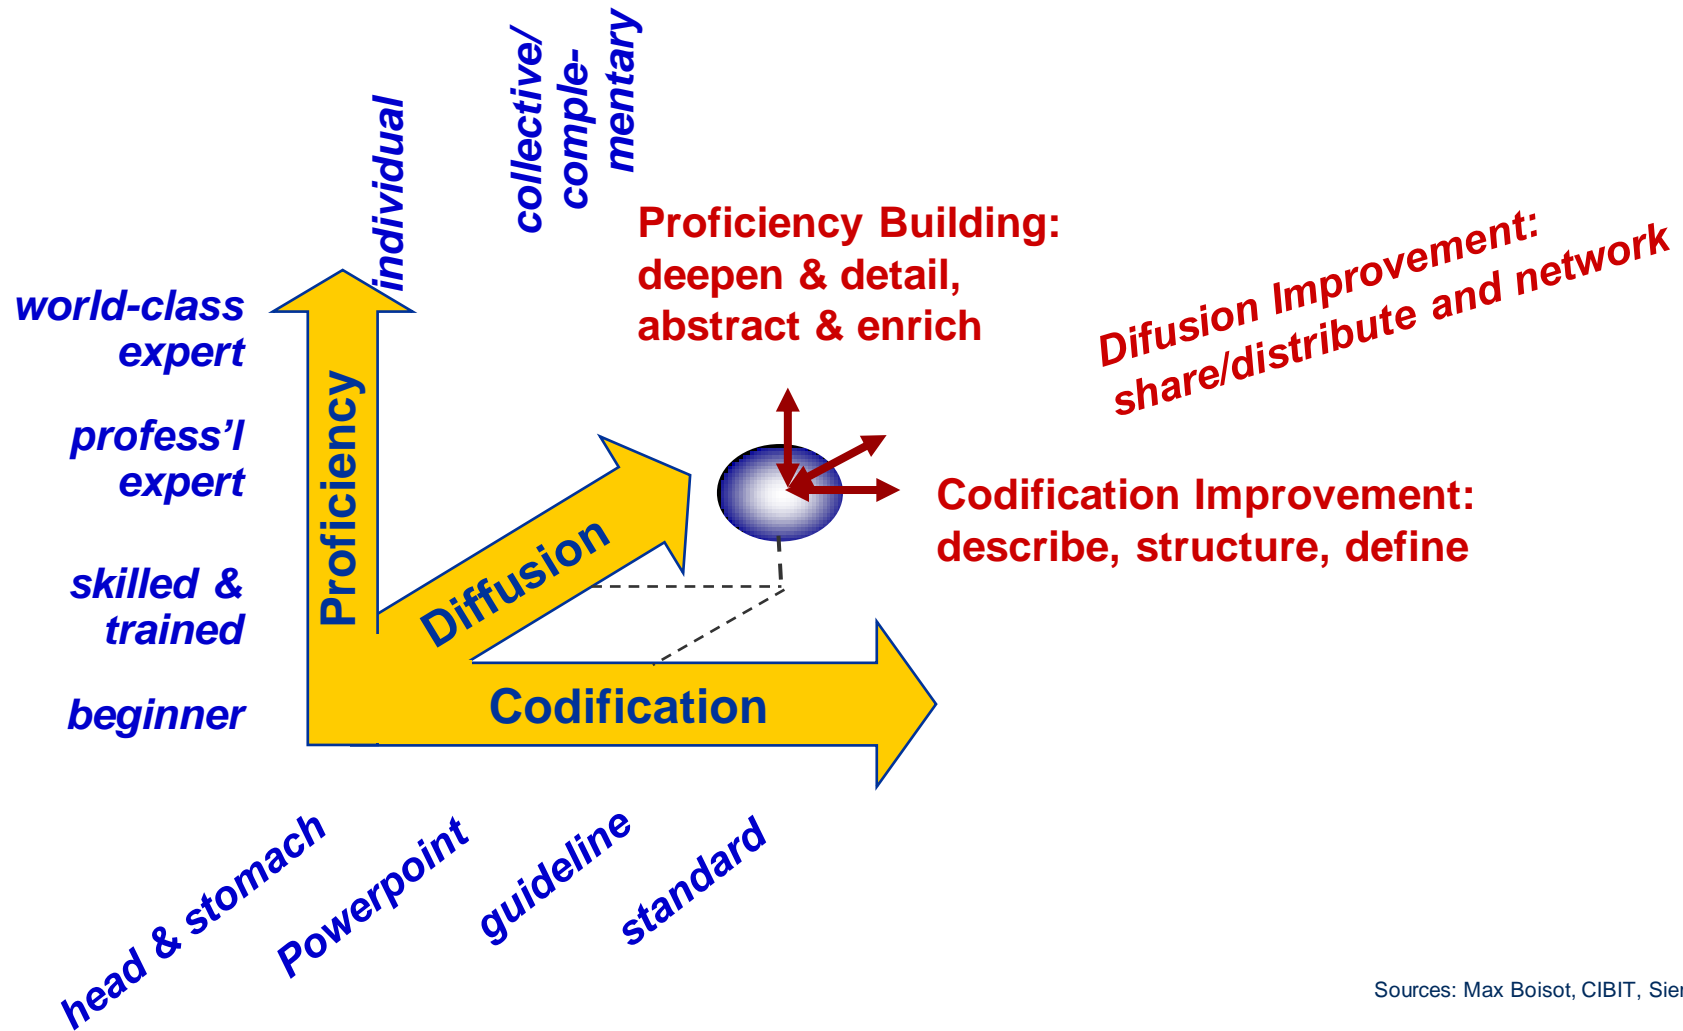 individual
collective/
comple-
mentary
Proficiency Building:
deepen & detail,
abstract & enrich
Difusion Improvement:
share/distribute and network
world-class
expert
profess’l
expert
skilled &
trained
beginner
Proficiency
Diffusion
Codification
Codification Improvement:
describe, structure, define
head & stomach
Powerpoint
guideline
standard
Sources: Max Boisot, CIBIT, Sie